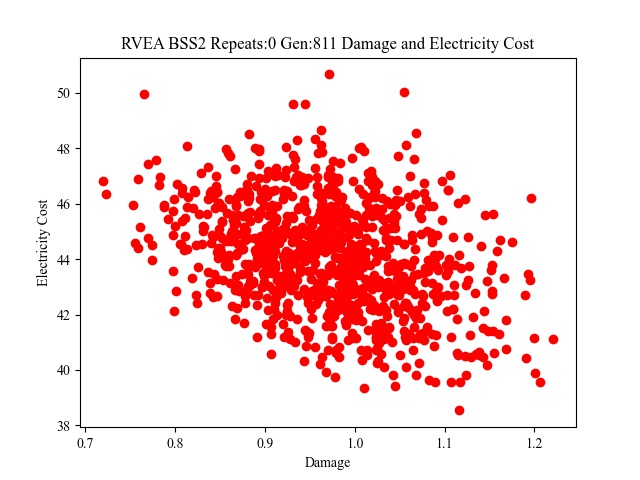 RVEA BSS2 Repeats:0 Gen:811 Damage and Electricity Cost
50
48
46
44
42
40
38
Electricity Cost
0.7 0.8 0.9 1.0 1.1 1.2
Damage